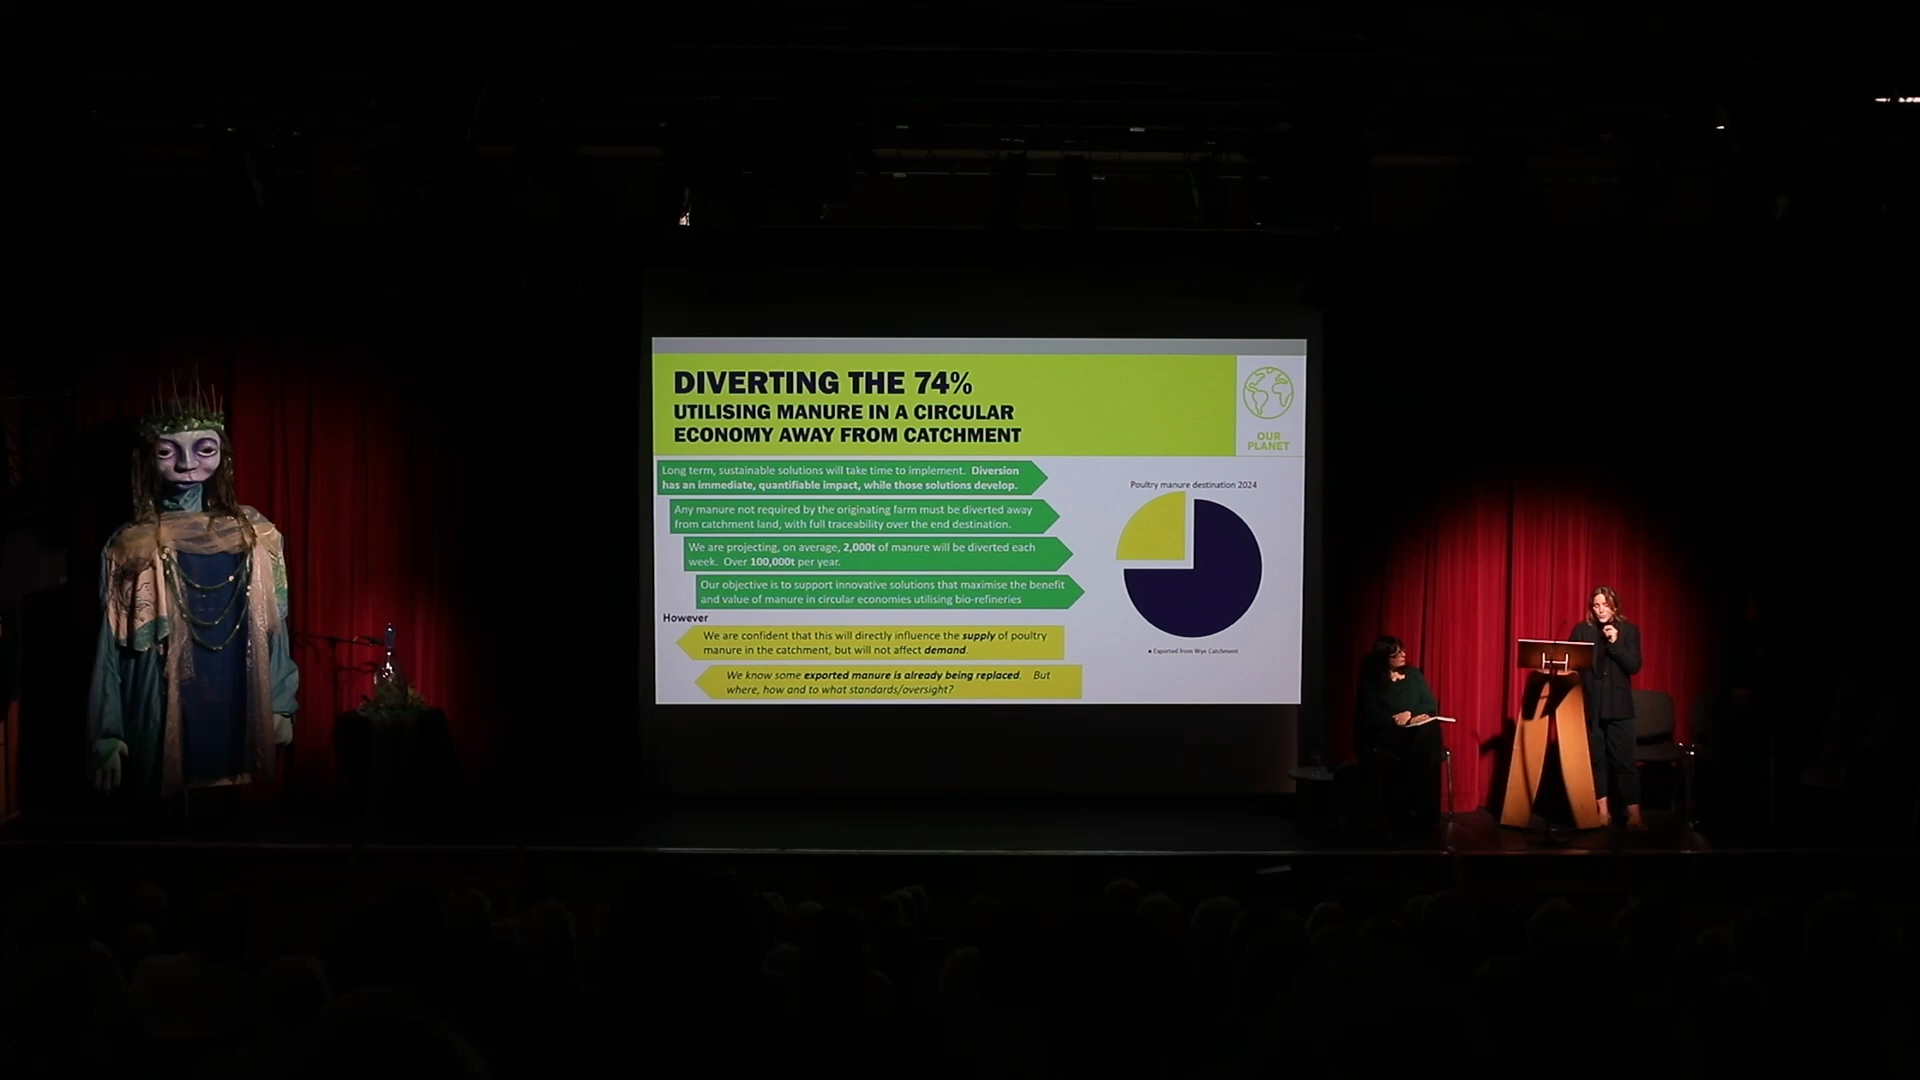 DIVERTING THE 74%
UTILISING MANURE IN A CIRCULAR
ECONOMY AWAY FROM CATCHMENT
OUR
PLANET
Long term, sustainable solutions will take time to implement. Diversion
has an immediate, quantifiable impact, while those solutions develop.
Any manure not required by the originating farm must be diverted away
from catchment land, with full traceability over the end destination.
We are projecting, on average, 2,000t of manure will be diverted each
week. Over 100,000t per year.
Our objective is to support innovative solutions that maximise the benefit
and value of manure in circular economies utilising bio-refineries
However
We are confident that this will directly influence the supply of poultry
manure in the catchment, but will not affect demand.
We know some exported manure is already being replaced. But
where, how and to what standards/oversight?
Poultry manure destination 2024
Exported from Wye Catchment